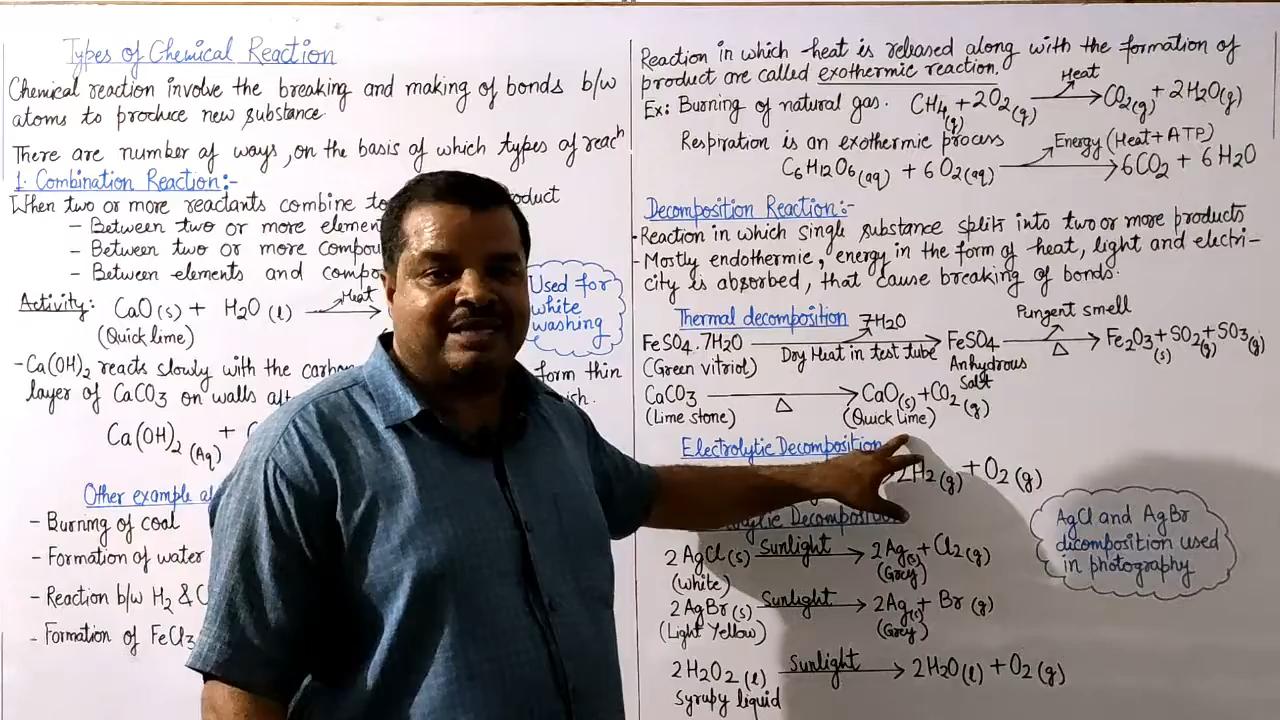 Types of Chemical Reaction
Chemical reaction involve the breaking and making of bonds b/w
atoms to produce new substance.
There are number of ways, on the basis of which types of reacⁿ
1. Combination Reaction:-
When two or more reactants combine to product
- Between two or more elemen
- Between two or more compou
- Between elements and compo
Activity: CaO(s) + H2O(l) Heat →
(Quick lime)
Used for
white
washing
- Ca(OH)2 reacts slowly with the carbon form thin
layer of CaCO3 on walls
Ca(OH)2(Aq) +
Other example of
- Burning of coal
- Formation of water
- Reaction b/w H2 &
- Formation of FeCl3
Reaction in which heat is released along with the formation of
product are called exothermic reaction.
Ex: Burning of natural gas. CH4(g) + 2O2(g) Heat → CO2(g) + 2H2O(g)
Respiration is an exothermic process Energy (Heat+ATP)
C6H12O6(aq) + 6O2(aq) → 6CO2 + 6H2O
Decomposition Reaction:-
- Reaction in which single substance splits into two or more products
- Mostly endothermic, energy in the form of heat, light and electri-
city is absorbed, that cause breaking of bonds.
Thermal decomposition 7H2O Pungent smell
FeSO4.7H2O → FeSO4 → Fe2O3(s) + SO2(g) + SO3(g)
(Green vitriol) Dry Heat in test tube Anhydrous Salt △
CaCO3 △ → CaO(s) + CO2(g)
(Lime stone) (Quick Lime)
Electrolytic Decomposition
2H2(g) + O2(g)
lytic Decomposition
2AgCl(s) Sunlight → 2Ag(s) + Cl2(g)
(White) (Grey)
2AgBr(s) Sunlight → 2Ag(s) + Br(g)
(Light Yellow) (Grey)
2H2O2(l) Sunlight → 2H2O(l) + O2(g)
Syrupy liquid
AgCl and AgBr
dicomposition used
in photography